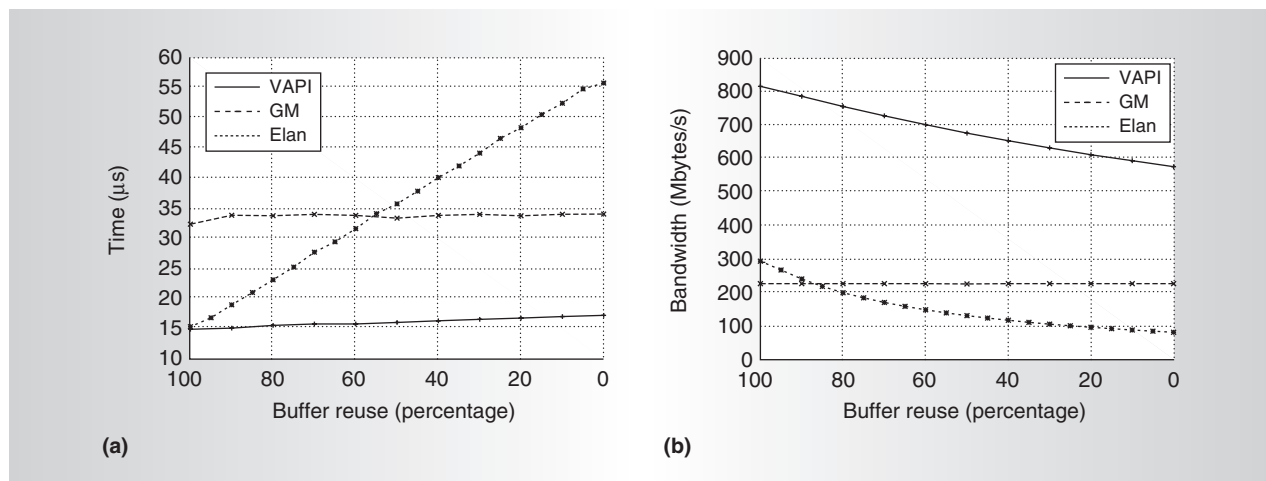 60
55
50
45
40
35
30
25
20
15
10
Time (μs)
VAPI
GM
Elan
100 80 60 40 20 0
Buffer reuse (percentage)
(a)
900
800
700
600
500
400
300
200
100
0
Bandwidth (Mbytes/s)
VAPI
GM
Elan
100 80 60 40 20 0
Buffer reuse (percentage)
(b)